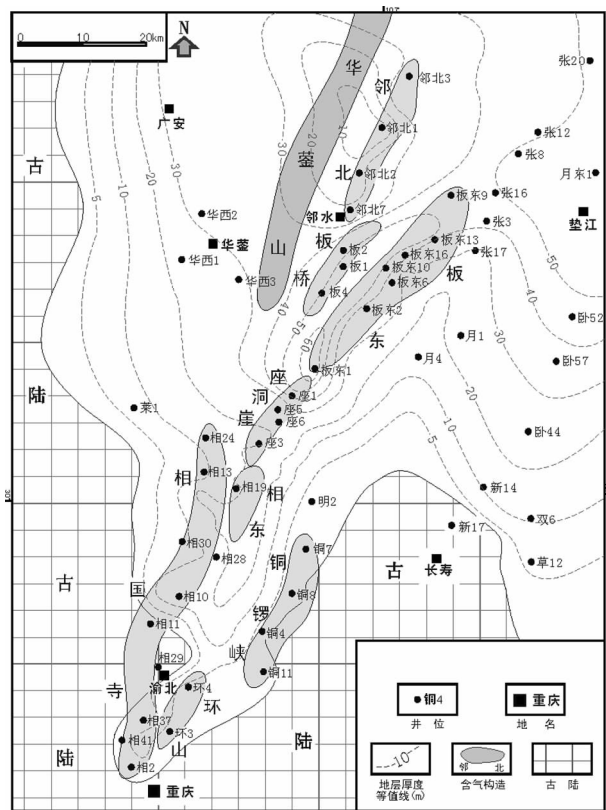 107°
0 10 20km
N
张20
华
邻
邻北3
广安
邻北1
张12
张8
古
蓥
北
邻北2
月东1
板东9
张16
华西2
邻水
邻北7
张3
垫江
华蓥
山
板
板2
板东13
张17
华西1
板1
板东16
板东10
板
华西3
桥
板4
板东6
板东2
东
卧52
月1
板东1
月4
卧57
陆
座
洞
座1
莱1
座5
崖
座6
相24
座3
卧44
相
相13
相19
相
新14
30°
明2
东
双6
新17
相30
铜
铜7
古
草12
相28
长寿
古
国
相10
铜8
相11
锣
铜4
相29
峡
铜11
渝北
环4
寺
相37
环
环3
陆
相41
山
陆
相2
重庆
10
20
30
40
50
60
5
铜4
井位
重庆
地名
10
地层厚度
等值线(m)
邻北
含气构造
古陆